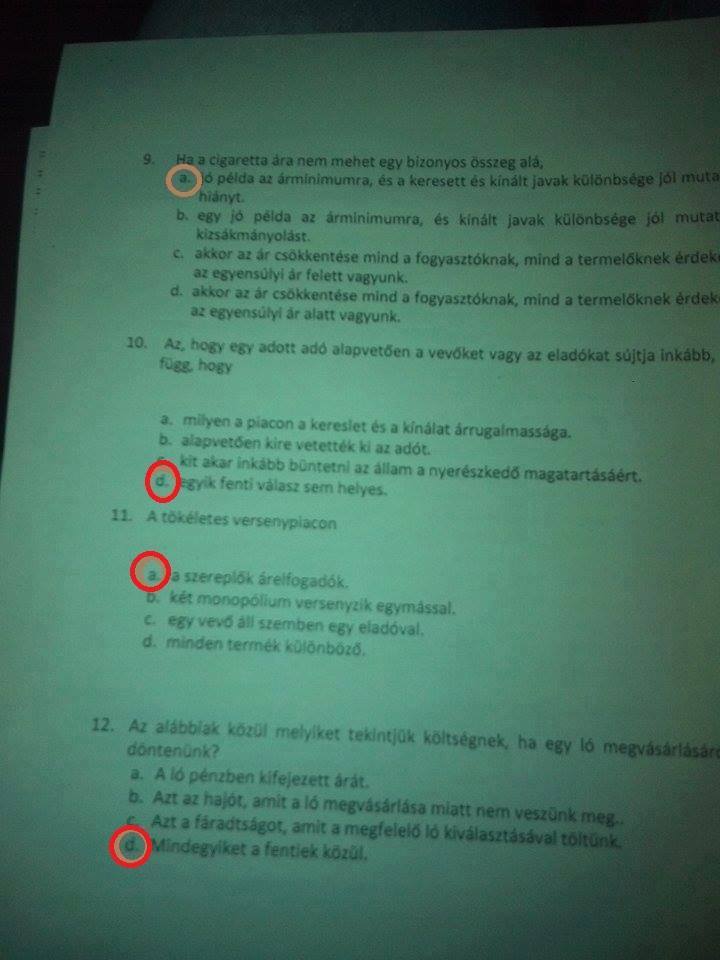 9. Ha a cigaretta ára nem mehet egy bizonyos összeg alá,
a. jó példa az árminimumra, és a keresett és kínált javak különbsége jól muta
hiányt.
b. egy jó példa az árminimumra, és kínált javak különbsége jól mutat
kizsákmányolást.
c. akkor az ár csökkentése mind a fogyasztóknak, mind a termelőknek érdek
az egyensúlyi ár felett vagyunk.
d. akkor az ár csökkentése mind a fogyasztóknak, mind a termelőknek érdek
az egyensúlyi ár alatt vagyunk.
10. Az, hogy egy adott adó alapvetően a vevőket vagy az eladókat sújtja inkább,
függ, hogy
a. milyen a piacon a kereslet és a kínálat árrugalmassága.
b. alapvetően kire vetették ki az adót.
c. kit akar inkább büntetni az állam a nyerészkedő magatartásáért.
d. egyik fenti válasz sem helyes.
11. A tökéletes versenypiacon
a. a szereplők árelfogadók.
b. két monopólium versenyzik egymással.
c. egy vevő áll szemben egy eladóval.
d. minden termék különböző.
12. Az alábbiak közül melyiket tekintjük költségnek, ha egy ló megvásárlásáró
döntenünk?
a. A ló pénzben kifejezett árát.
b. Azt az hajót, amit a ló megvásárlása miatt nem veszünk meg..
c. Azt a fáradtságot, amit a megfelelő ló kiválasztásával töltünk.
d. Mindegyiket a fentiek közül.